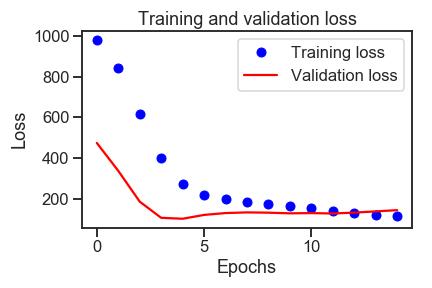 Training and validation loss
1000
800
600
400
200
Loss
Training loss
Validation loss
0
5
10
Epochs